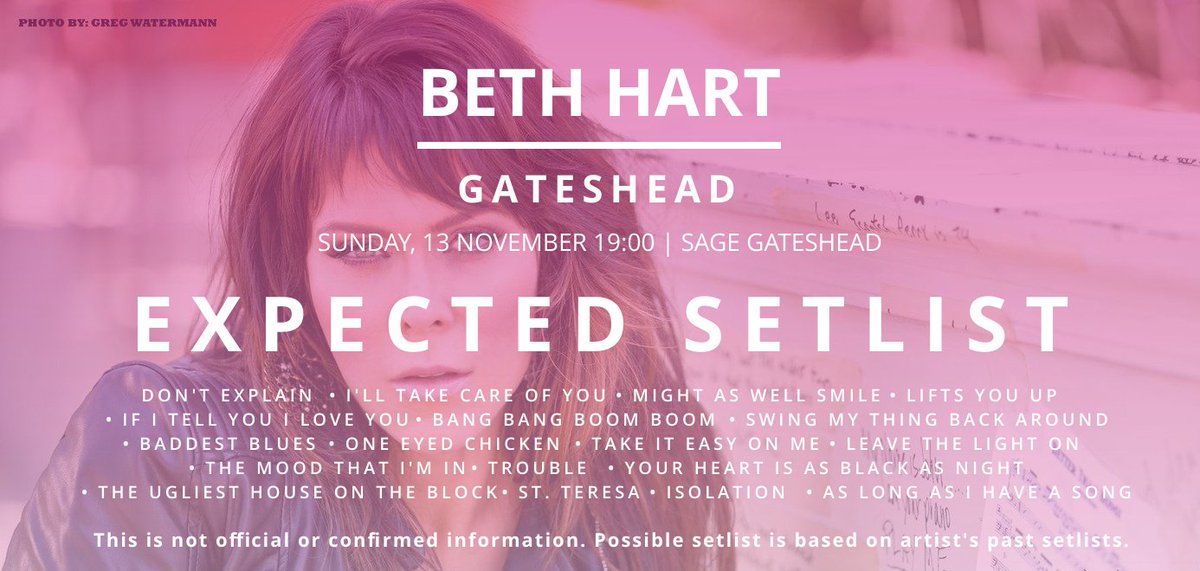 PHOTO BY: GREG WATERMANN
BETH HART
GATESHEAD
SUNDAY, 13 NOVEMBER 19:00 | SAGE GATESHEAD
EXPECTED SETLIST
DON'T EXPLAIN • I'LL TAKE CARE OF YOU • MIGHT AS WELL SMILE • LIFTS YOU UP
• IF I TELL YOU I LOVE YOU • BANG BANG BOOM BOOM • SWING MY THING BACK AROUND
• BADDEST BLUES • ONE EYED CHICKEN • TAKE IT EASY ON ME • LEAVE THE LIGHT ON
• THE MOOD THAT I'M IN • TROUBLE • YOUR HEART IS AS BLACK AS NIGHT
• THE UGLIEST HOUSE ON THE BLOCK • ST. TERESA • ISOLATION • AS LONG AS I HAVE A SONG
This is not official or confirmed information. Possible setlist is based on artist's past setlists.